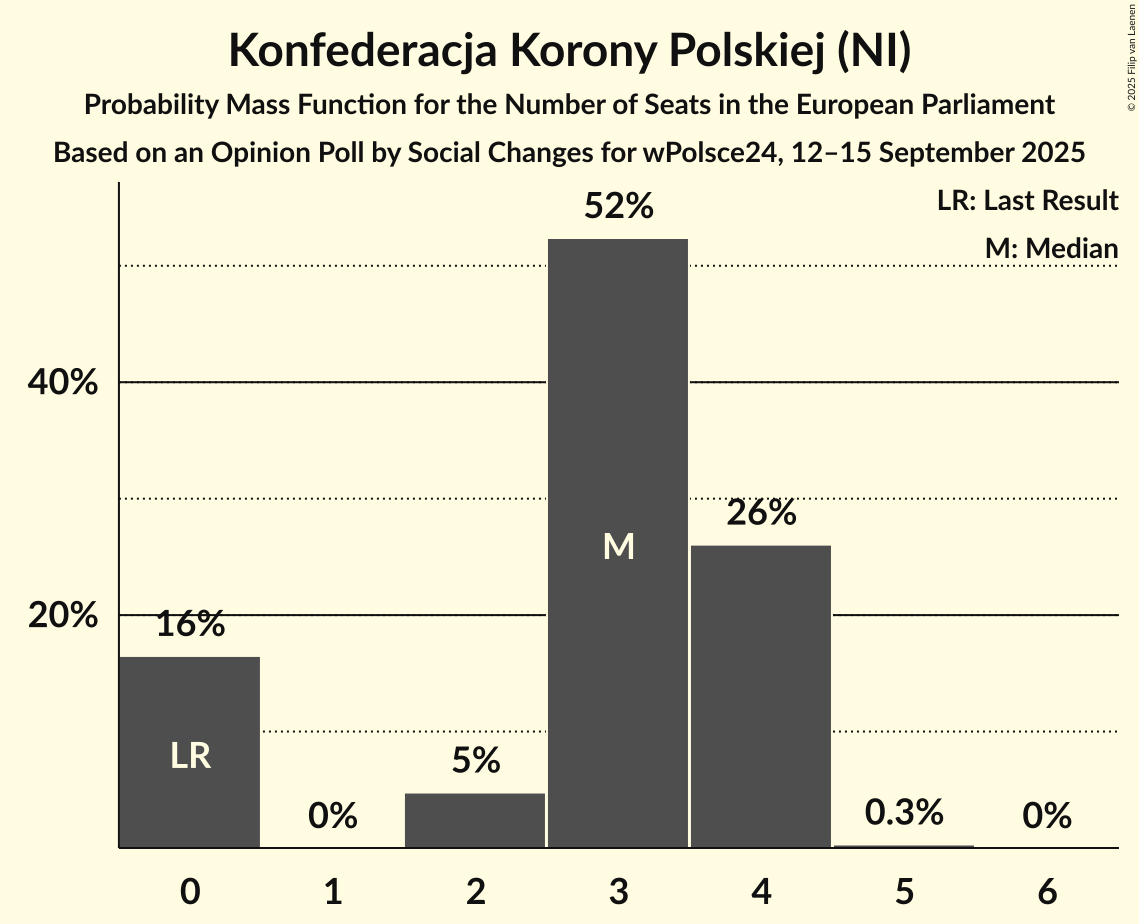 Konfederacja Korony Polskiej (NI)
Probability Mass Function for the Number of Seats in the European Parliament
Based on an Opinion Poll by Social Changes for wPolsce24, 12–15 September 2025
© 2025 Filip van Laenen
LR: Last Result
M: Median
52%
40%
26%
M
20%
16%
LR
5%
0%
0.3%
0%
0 1 2 3 4 5 6